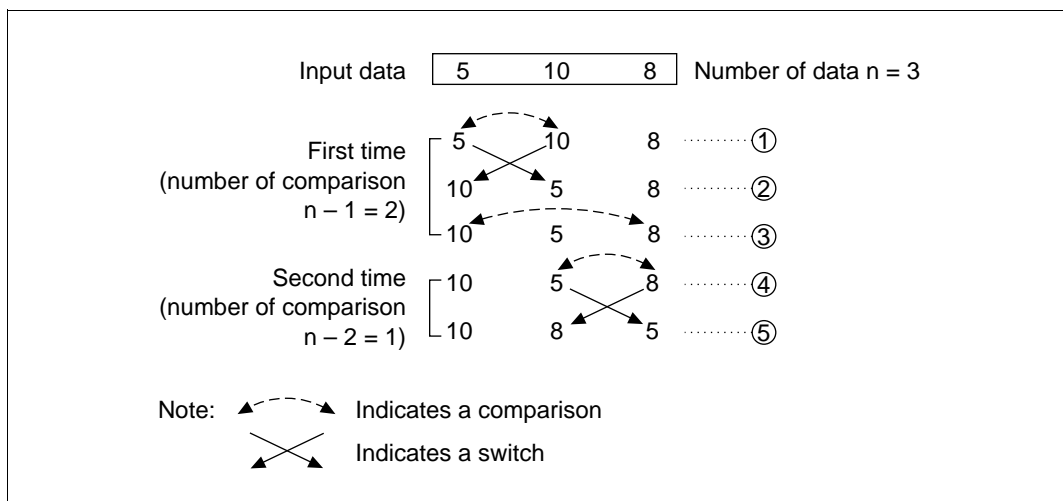 Input data 5 10 8 Number of data n = 3
5 10 8 ①
First time
(number of comparison
n – 1 = 2)
10 5 8 ②
10 5 8 ③
Second time
(number of comparison
n – 2 = 1)
10 5 8 ④
10 8 5 ⑤
Note: Indicates a comparison
Indicates a switch